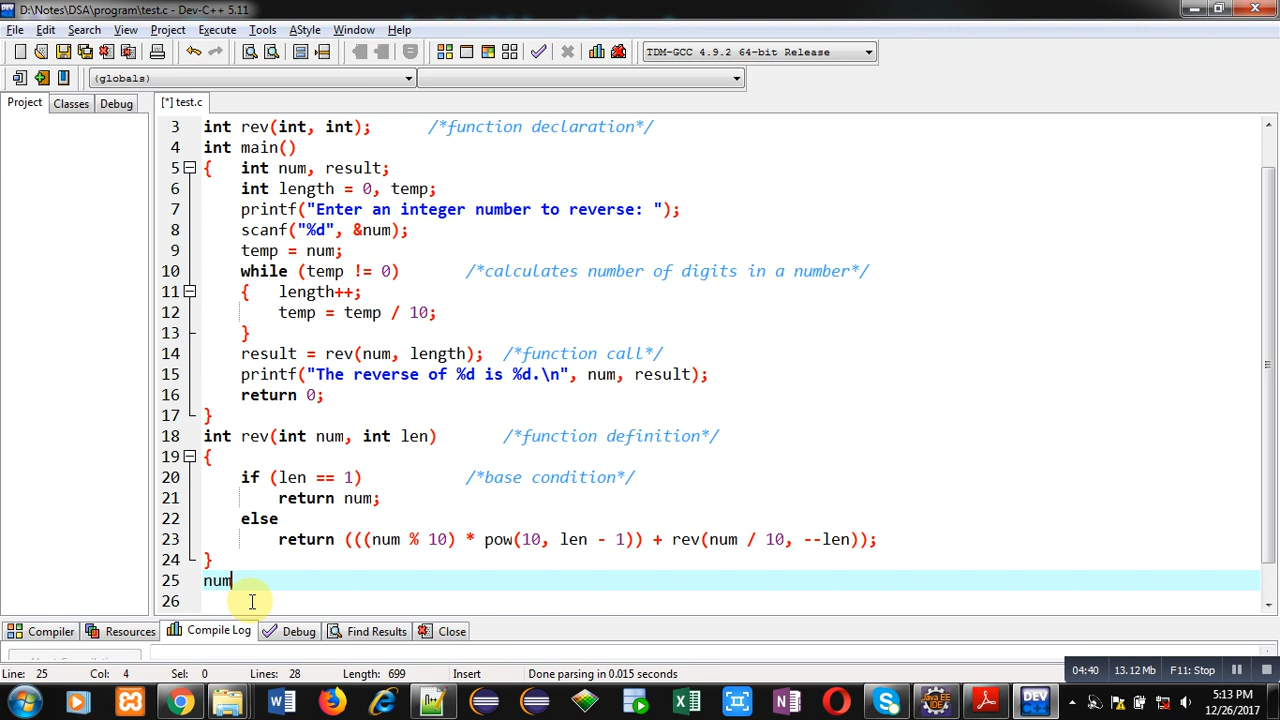 D:\Notes\DSA\program\test.c - Dev-C++ 5.11
File Edit Search View Project Execute Tools AStyle Window Help
TDM-GCC 4.9.2 64-bit Release
(globals)
Project Classes Debug [*] test.c
3 int rev(int, int); /*function declaration*/
4 int main()
5 { int num, result;
6 int length = 0, temp;
7 printf("Enter an integer number to reverse: ");
8 scanf("%d", &num);
9 temp = num;
10 while (temp != 0) /*calculates number of digits in a number*/
11 { length++;
12 temp = temp / 10;
13 }
14 result = rev(num, length); /*function call*/
15 printf("The reverse of %d is %d.\n", num, result);
16 return 0;
17 }
18 int rev(int num, int len) /*function definition*/
19 {
20 if (len == 1) /*base condition*/
21 return num;
22 else
23 return (((num % 10) * pow(10, len - 1)) + rev(num / 10, --len));
24 }
25 num
26
Compiler Resources Compile Log Debug Find Results Close
Line: 25 Col: 4 Sel: 0 Lines: 28 Length: 699 Insert Done parsing in 0.015 seconds
04:40 13.12 Mb F11: Stop
5:13 PM
12/26/2017